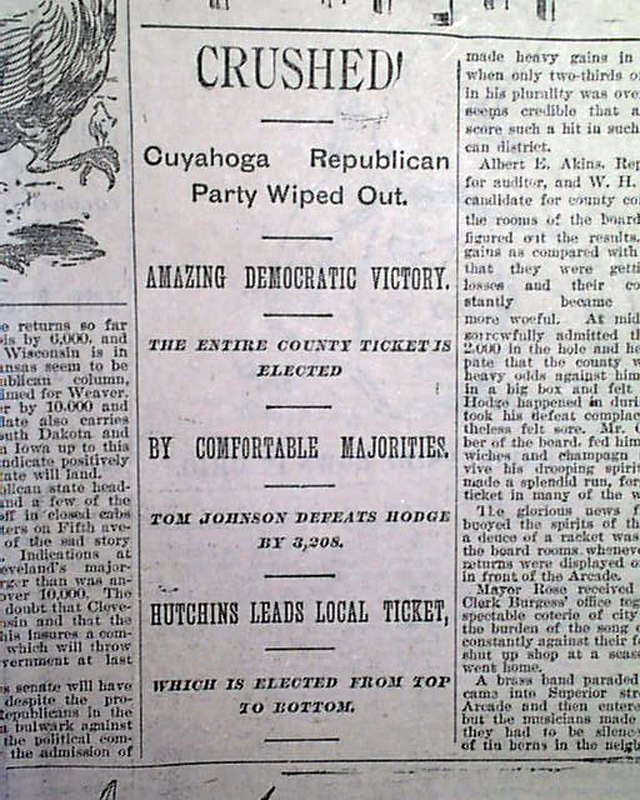 e returns so far
is by 6,000, and
Wisconsin is in
ansas seem to be
ublican column,
imed for Weaver.
r by 10,000 and
late also carries
outh Dakota and
n Iowa up to this
ndicate positively
tate will land.
blican state head-
and a few of the
off in closed cabs
ters on Fifth ave-
of the sad story
. Indications at
eveland's major-
rger than was an-
over 10,000. The
doubt that Cleve-
nsin and that the
his insures a com-
which will throw
vernment at last
s senate will have
despite the pro-
Republicans in the
a bulwark against
the political com-
the admission of
CRUSHED!
Cuyahoga Republican
Party Wiped Out.
AMAZING DEMOCRATIC VICTORY.
THE ENTIRE COUNTY TICKET IS
ELECTED
BY COMFORTABLE MAJORITIES.
TOM JOHNSON DEFEATS HODGE
BY 3,208.
HUTCHINS LEADS LOCAL TICKET,
WHICH IS ELECTED FROM TOP
TO BOTTOM.
made heavy gains in
when only two-thirds o
in his plurality was ove
seems credible that a
score such a hit in such
can district.
Albert E. Akins, Rep
for auditor, and W. H.
candidate for county co
the rooms of the board
figured out the results.
gains as compared with
that they were gett
losses and their co
stantly became
more woeful. At mid
sorrowfully admitted th
2,000 in the hole and he
pate that the county w
heavy odds against him
in a big box and felt
Hodge happened in duri
took his defeat complac
theless felt sore. Mr. C
ber of the board, fed him
wiches and champagn
vive his drooping spiri
made a splendid run, for
ticket in many of the w
The glorious news f
buoyed the spirits of th
a deuce of a racket was
the board rooms whenev
returns were displayed o
in front of the Arcade.
Mayor Rose received
Clerk Burgess' office tog
spectable coterie of city
the burden of the song
constantly against their f
shut up shop at a seas
went home.
A brass band paraded
came into Superior str
Arcade and then entere
but the musicians made
they had to be silenc
of tin horns in the neigh